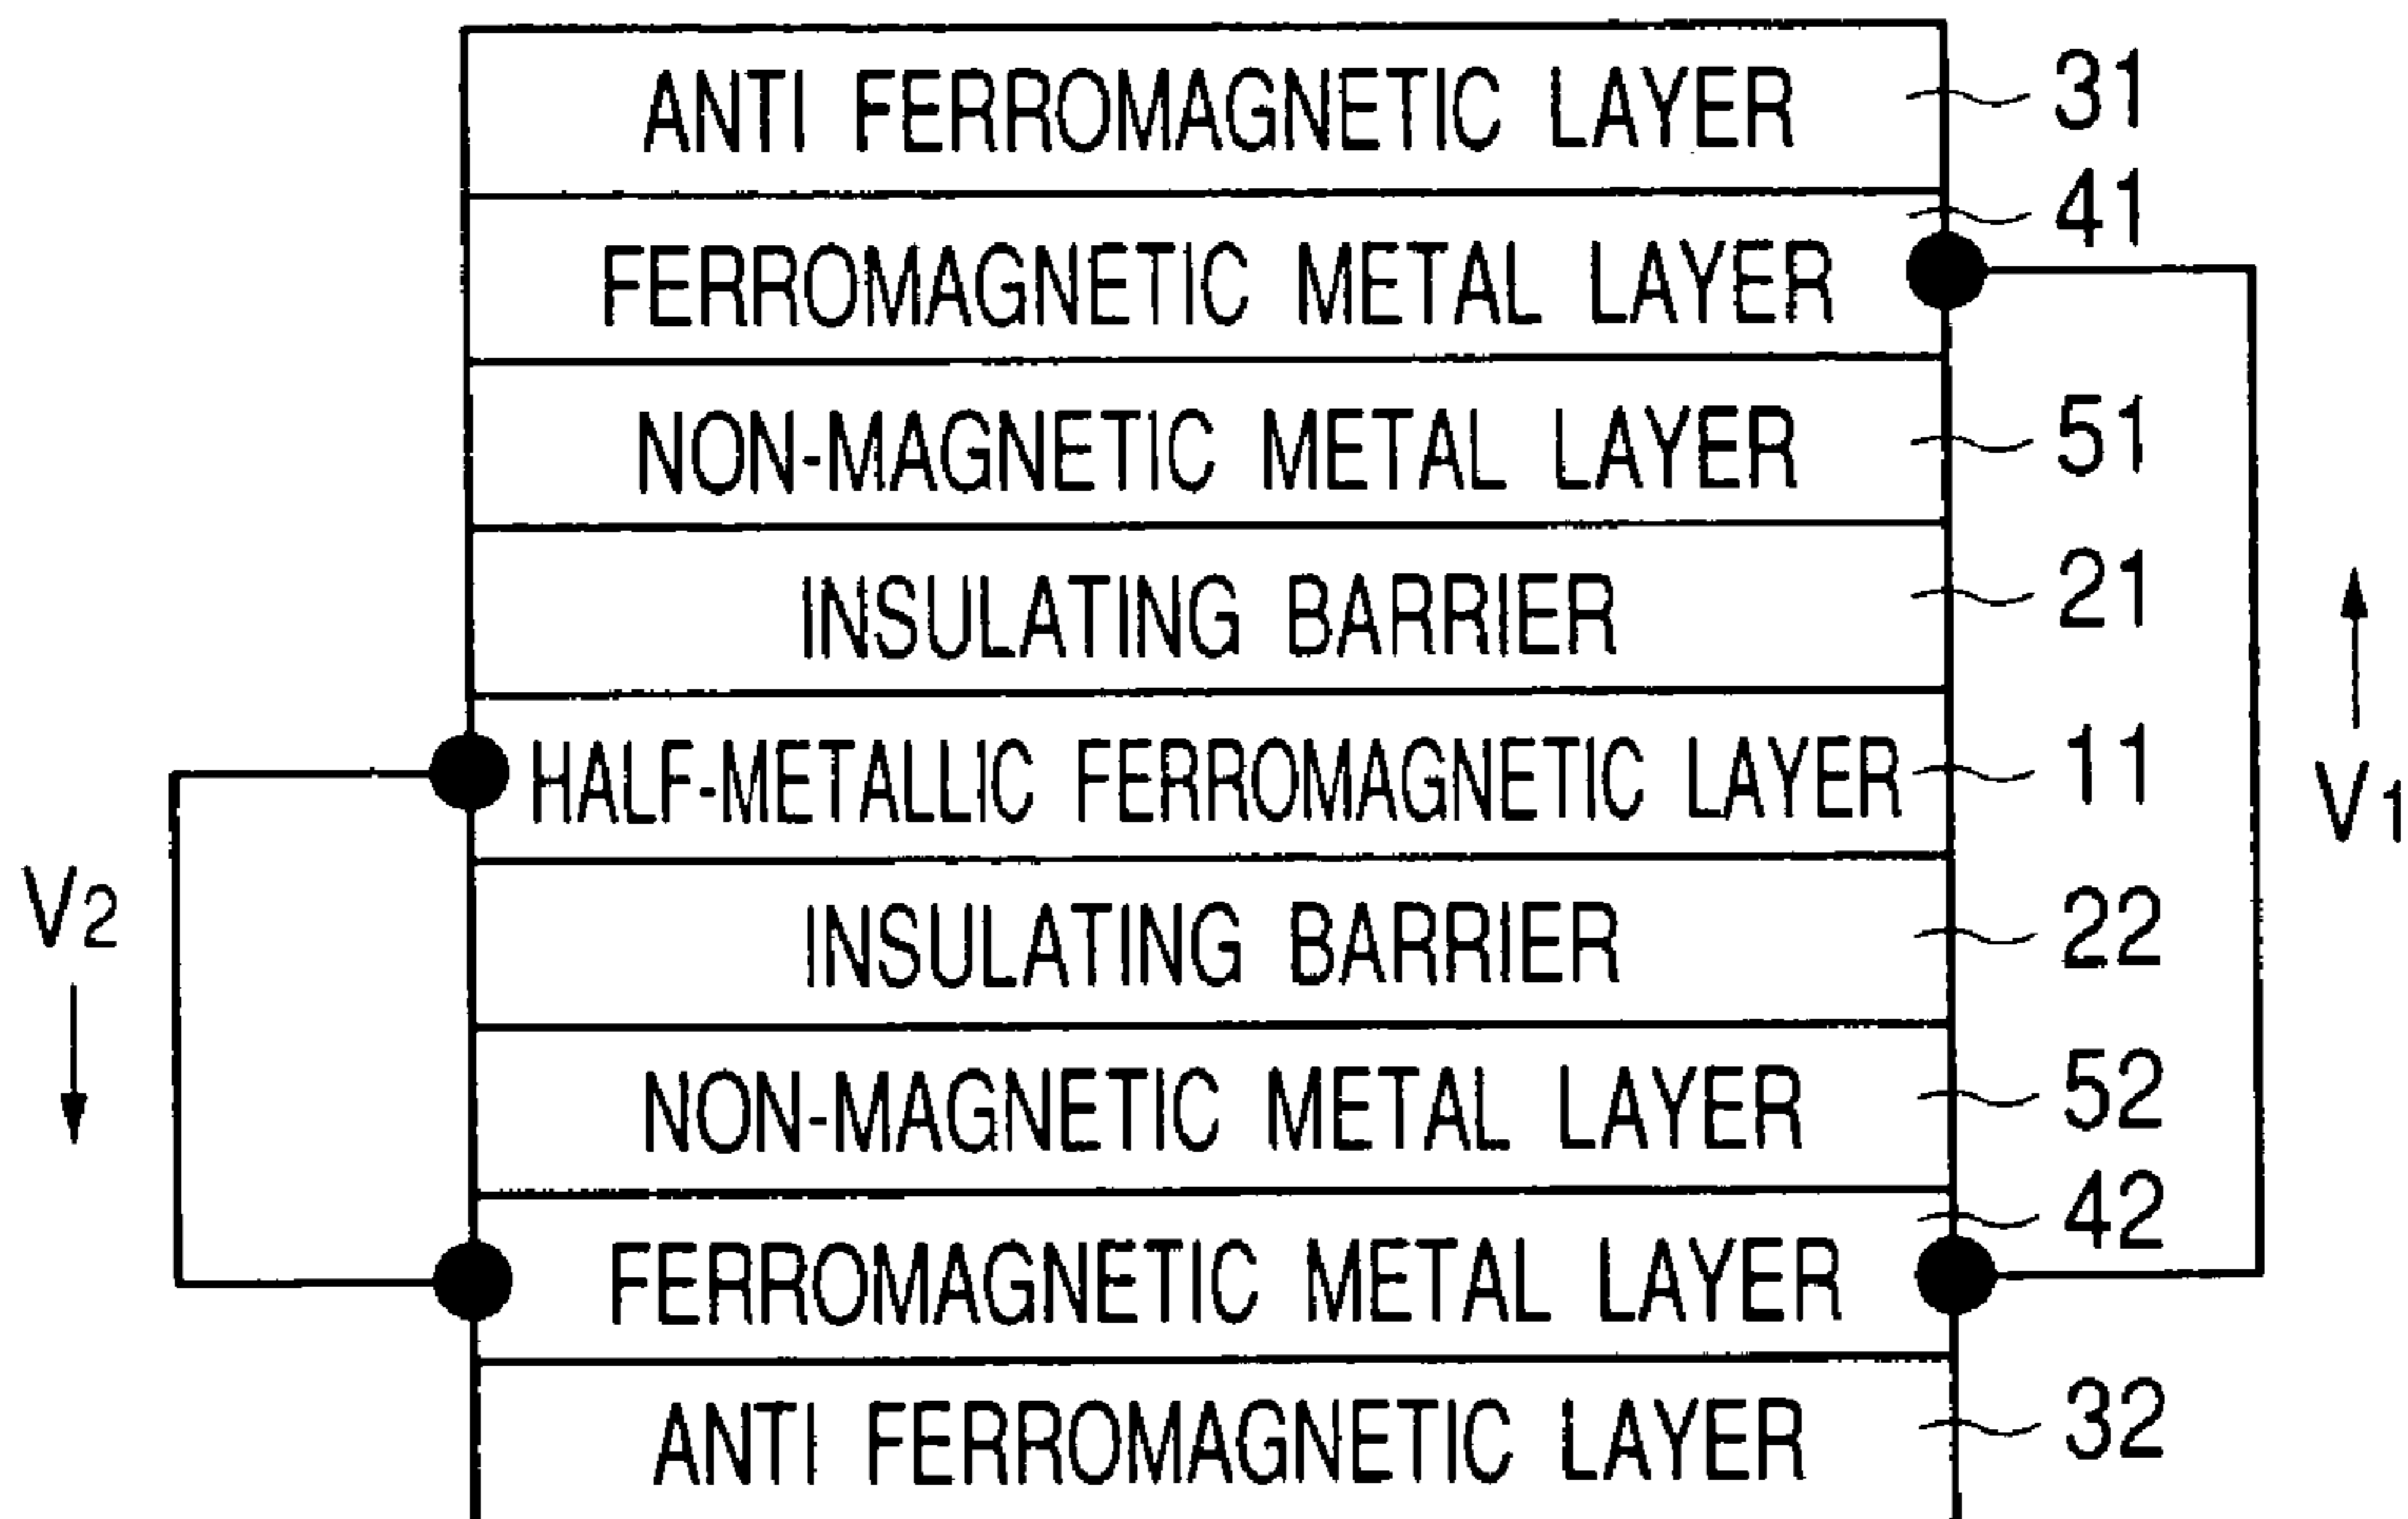 ANTI FERROMAGNETIC LAYER 31
41
FERROMAGNETIC METAL LAYER
NON-MAGNETIC METAL LAYER 51
INSULATING BARRIER 21
HALF-METALLIC FERROMAGNETIC LAYER 11
V1
V2
INSULATING BARRIER 22
NON-MAGNETIC METAL LAYER 52
42
FERROMAGNETIC METAL LAYER
ANTI FERROMAGNETIC LAYER 32